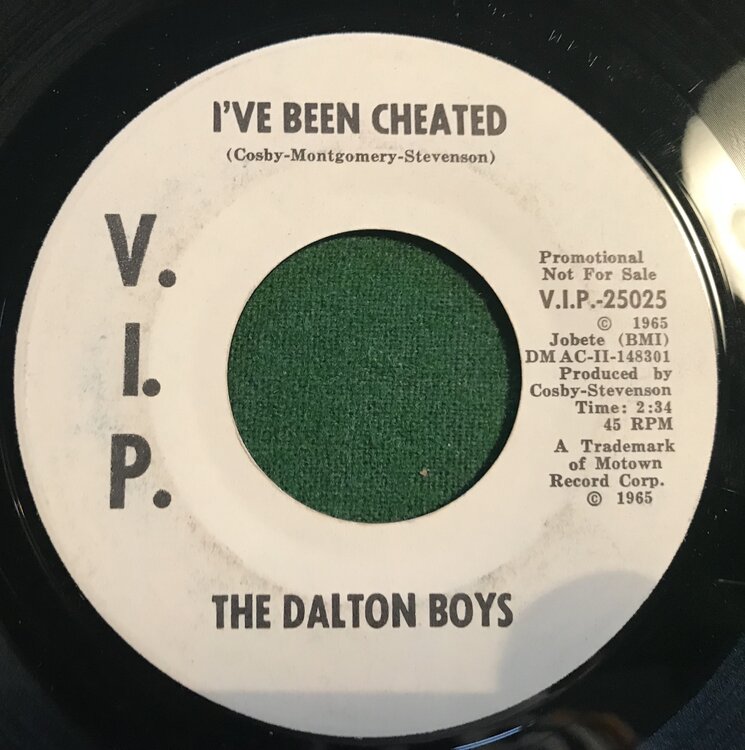 I'VE BEEN CHEATED
(Cosby-Montgomery-Stevenson)
V.
I.
P.
Promotional
Not For Sale
V.I.P.-25025
© 1965
Jobete (BMI)
DM AC-II-148301
Produced by
Cosby-Stevenson
Time: 2:34
45 RPM
A Trademark
of Motown
Record Corp.
© 1965
THE DALTON BOYS